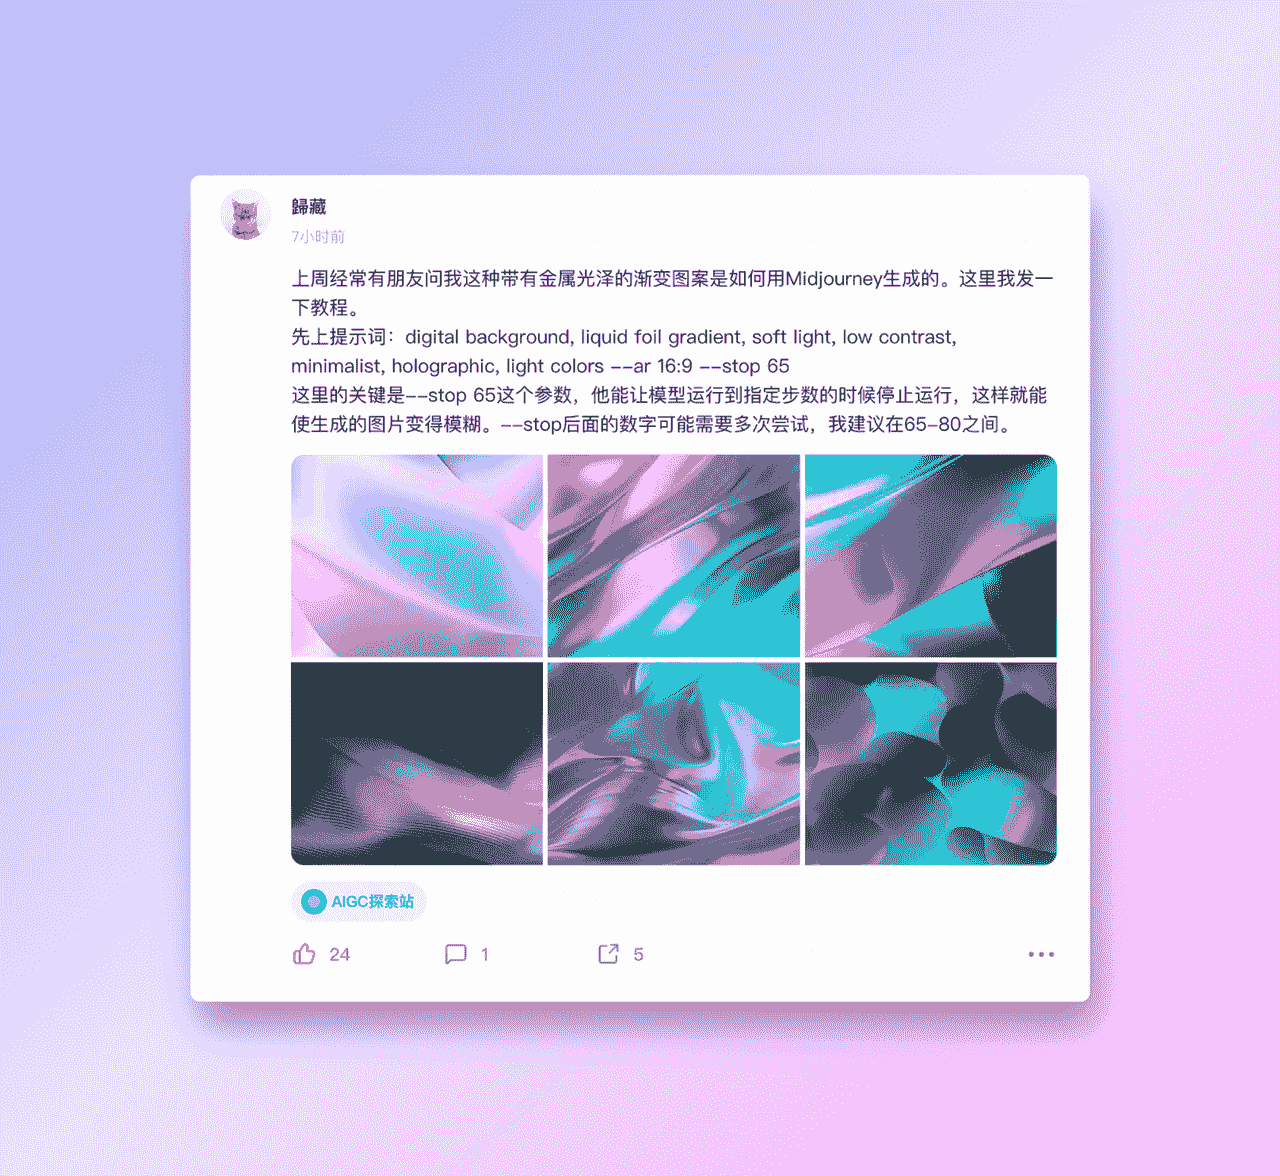 歸藏
7小时前
上周经常有朋友问我这种带有金属光泽的渐变图案是如何用Midjourney生成的。这里我发一
下教程。
先上提示词：digital background, liquid foil gradient, soft light, low contrast,
minimalist, holographic, light colors --ar 16:9 --stop 65
这里的关键是--stop 65这个参数，他能让模型运行到指定步数的时候停止运行，这样就能
使生成的图片变得模糊。--stop后面的数字可能需要多次尝试，我建议在65-80之间。
AIGC探索站
24 1 5